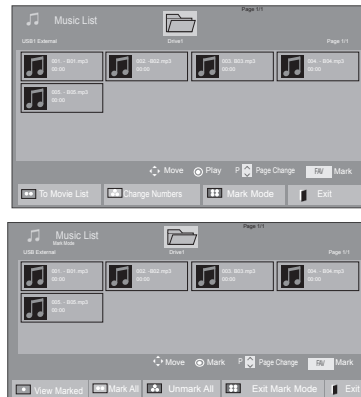 Page 1/1
Music List
USB1 External
Drive1
Page 1/1
001. - B01.mp3
00:00
002. -B02.mp3
00:00
003. B03.mp3
00:00
004. - B04.mp3
00:00
005. - B05.mp3
00:00
Move Play P Page Change FAV Mark
To Movie List Change Numbers Mark Mode Exit
Page 1/1
Music List
Mark Mode
USB External
Drive1
Page 1/1
001. - B01.mp3
00:00
002. -B02.mp3
00:00
003. B03.mp3
00:00
004. - B04.mp3
00:00
005. - B05.mp3
00:00
Move Mark P Page Change FAV Mark
View Marked Mark All Unmark All Exit Mark Mode Exit